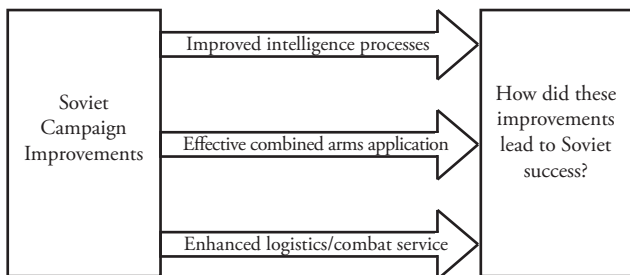 Soviet
Campaign
Improvements
Improved intelligence processes
Effective combined arms application
Enhanced logistics/combat service
How did these
improvements
lead to Soviet
success?